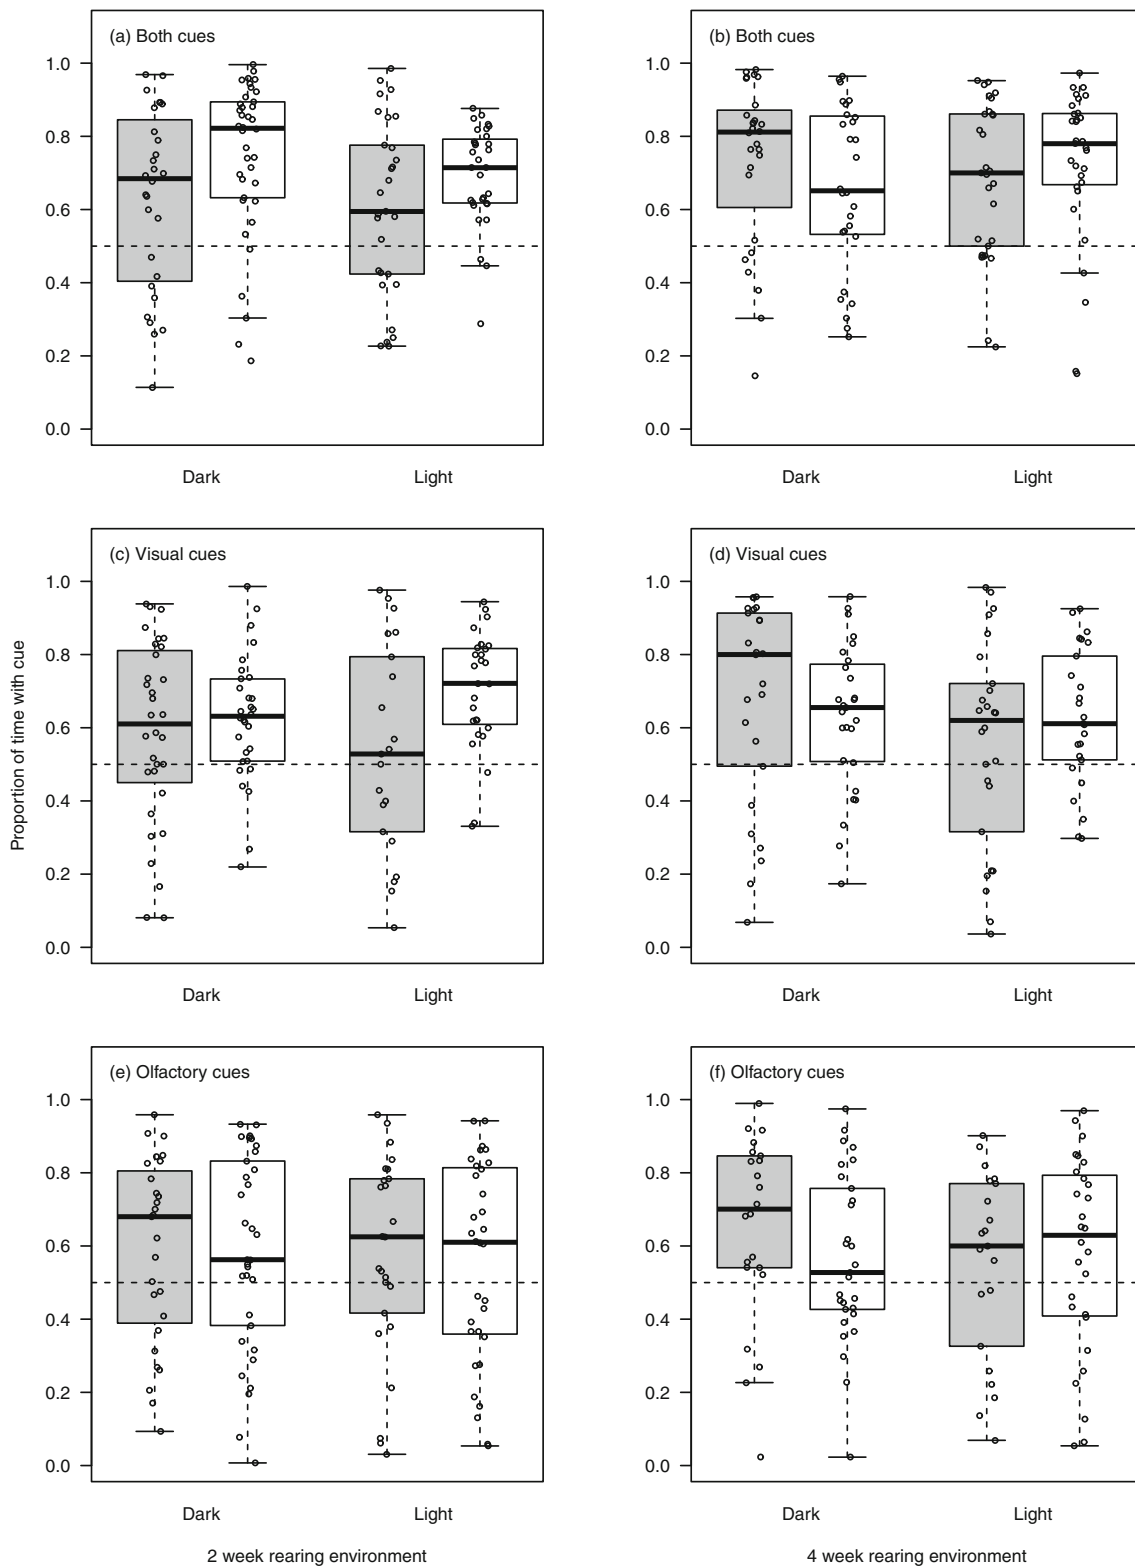 (a) Both cues
1.0
0.8
0.6
0.4
0.2
0.0
Dark
Light
(b) Both cues
1.0
0.8
0.6
0.4
0.2
0.0
Dark
Light
Proportion of time with cue
(c) Visual cues
1.0
0.8
0.6
0.4
0.2
0.0
Dark
Light
(d) Visual cues
1.0
0.8
0.6
0.4
0.2
0.0
Dark
Light
(e) Olfactory cues
1.0
0.8
0.6
0.4
0.2
0.0
Dark
Light
2 week rearing environment
(f) Olfactory cues
1.0
0.8
0.6
0.4
0.2
0.0
Dark
Light
4 week rearing environment